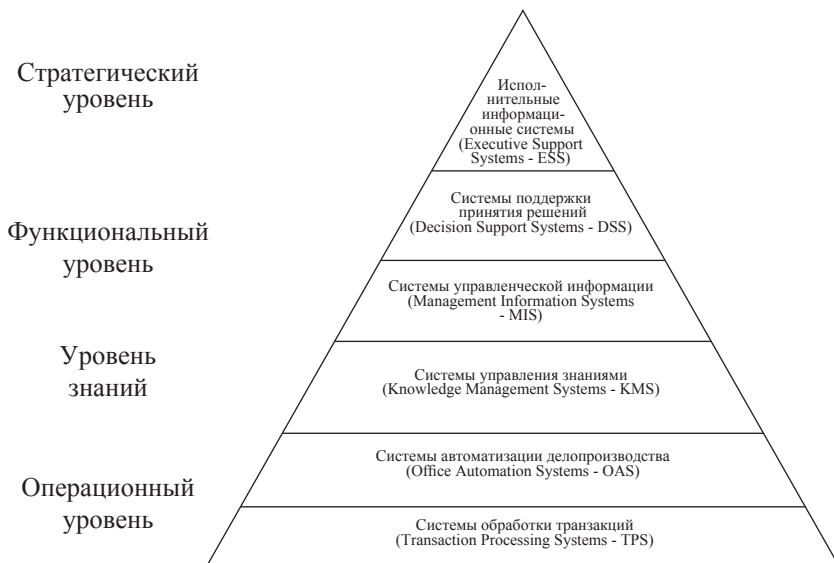 Стратегический
уровень
Испол-
нительные
информаци-
онные системы
(Executive Support
Systems - ESS)
Функциональный
уровень
Системы поддержки
принятия решений
(Decision Support Systems - DSS)
Системы управленческой информации
(Management Information Systems
- MIS)
Уровень
знаний
Системы управления знаниями
(Knowledge Management Systems - KMS)
Операционный
уровень
Системы автоматизации делопроизводства
(Office Automation Systems - OAS)
Системы обработки транзакций
(Transaction Processing Systems - TPS)